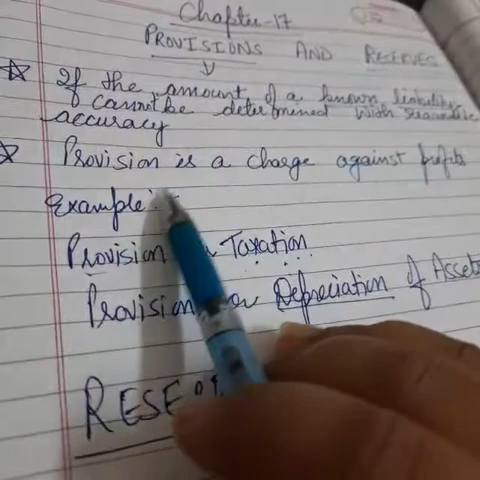 Chapter-17
PROVISIONS AND RESERVES
If the amount of a known liability
cannot be determined with reasonable
accuracy
Provision is a charge against profits
Example:-
Provision Taxation
Provision Depreciation of Assets
RESE